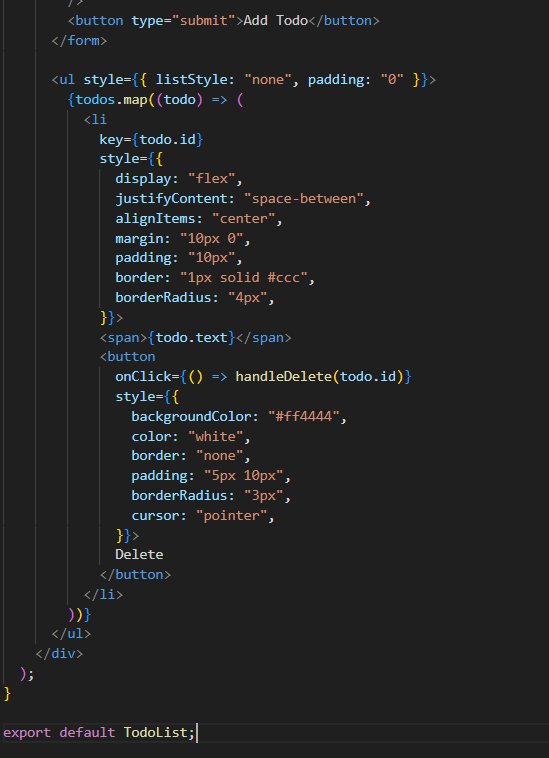 />
<button type="submit">Add Todo</button>
</form>
<ul style={{ listStyle: "none", padding: "0" }}>
{todos.map((todo) => (
<li
key={todo.id}
style={{
display: "flex",
justifyContent: "space-between",
alignItems: "center",
margin: "10px 0",
padding: "10px",
border: "1px solid #ccc",
borderRadius: "4px",
}}>
<span>{todo.text}</span>
<button
onClick={() => handleDelete(todo.id)}
style={{
backgroundColor: "#ff4444",
color: "white",
border: "none",
padding: "5px 10px",
borderRadius: "3px",
cursor: "pointer",
}}>
Delete
</button>
</li>
))}
</ul>
</div>
);
}
export default TodoList;